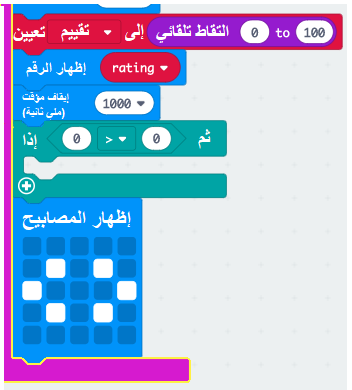 تعيين تقييم إلى التقاط تلقائي 0 to 100
إظهار الرقم rating
إيقاف مؤقت (ملي ثانية) 1000
إذا 0 > 0 ثم
إظهار المصابيح